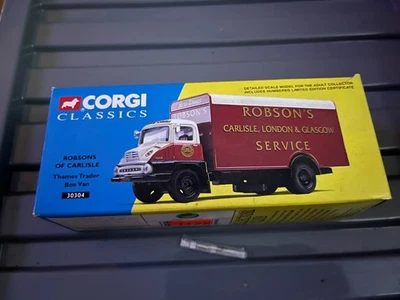 DETAILED SCALE MODEL FOR THE ADULT COLLECTOR
INCLUDES NUMBERED LIMITED EDITION CERTIFICATE
CORGI
CLASSICS
ROBSONS
OF CARLISLE
Thames Trader
Box Van
30304
ROBSON'S
ROBSON'S
CARLISLE, LONDON & GLASGOW
SERVICE